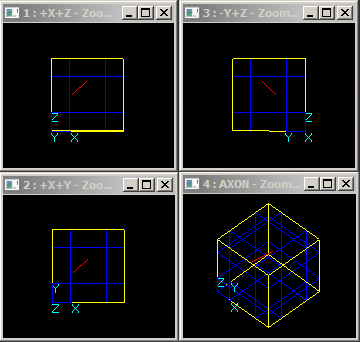 1 : +X+Z - Zoo...
Z
Y X
3 : -Y+Z - Zoom...
Z
Y X
2 : +X+Y - Zoo...
Y
Z X
4 : AXON - Zoom...
Z
Y
X